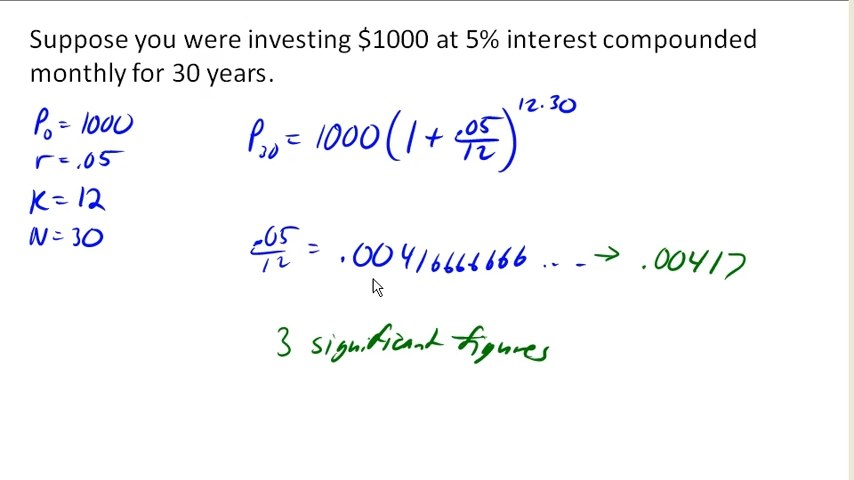 Suppose you were investing $1000 at 5% interest compounded
monthly for 30 years.
P₀ = 1000
r = .05
K = 12
N = 30
P₃₀ = 1000 (1 + .05/12)^12·30
.05/12 = .00416666666 ... → .00417
3 significant figures